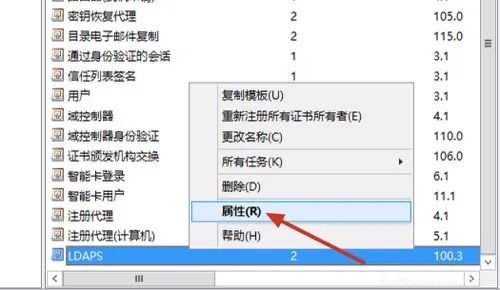 密钥恢复代理 2 105.0
目录电子邮件复制 2 115.0
通过身份验证的会话 1 3.1
信任列表签名 1 3.1
用户 1 3.1
域控制器 4.1
域控制器身份验证 110.0
证书颁发机构交换 106.0
智能卡登录 6.1
智能卡用户 11.1
注册代理 4.1
注册代理(计算机) 5.1
LDAPS 2 100.3
复制模板(U)
重新注册所有证书所有者(E)
更改名称(C)
所有任务(K)
删除(D)
属性(R)
帮助(H)